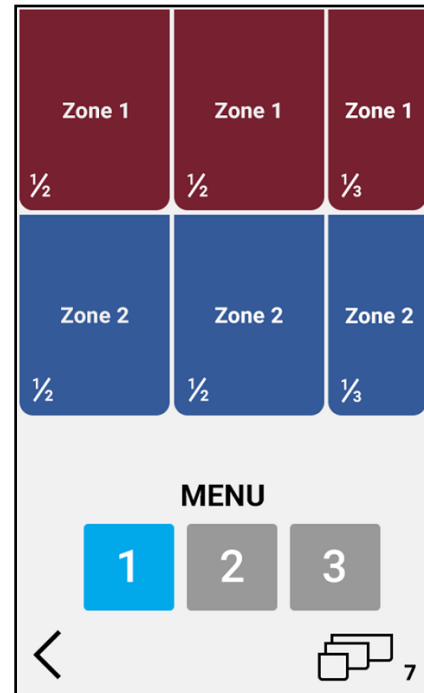 Zone 1 Zone 1 Zone 1
½ ½ ⅓
Zone 2 Zone 2 Zone 2
½ ½ ⅓
MENU
1 2 3
7